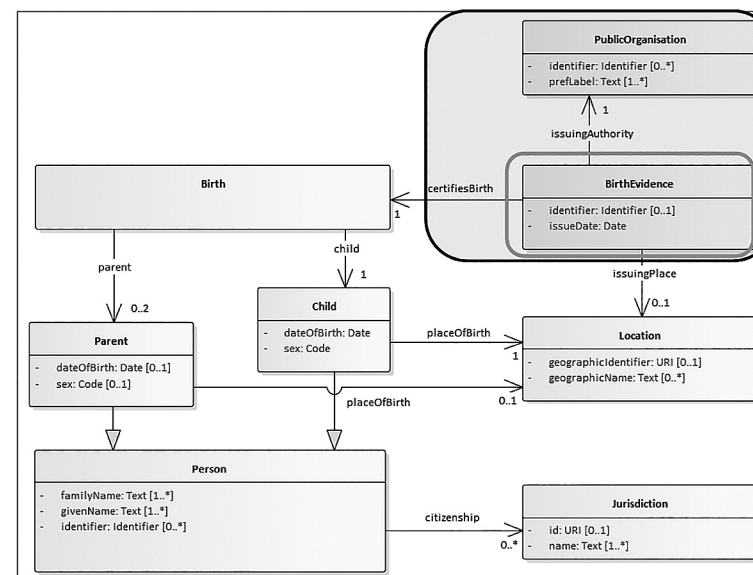 PublicOrganisation
- identifier: Identifier [0..*]
- prefLabel: Text [1..*]
1
issuingAuthority
Birth
certifiesBirth
1
BirthEvidence
- identifier: Identifier [0..1]
- issueDate: Date
parent
0..2
child
1
issuingPlace
0..1
Child
- dateOfBirth: Date
- sex: Code
placeOfBirth
1
Location
- geographicIdentifier: URI [0..1]
- geographicName: Text [0..*]
Parent
- dateOfBirth: Date [0..1]
- sex: Code [0..1]
placeOfBirth
0..1
Person
- familyName: Text [1..*]
- givenName: Text [1..*]
- identifier: Identifier [0..*]
citizenship
0..*
Jurisdiction
- id: URI [0..1]
- name: Text [1..*]